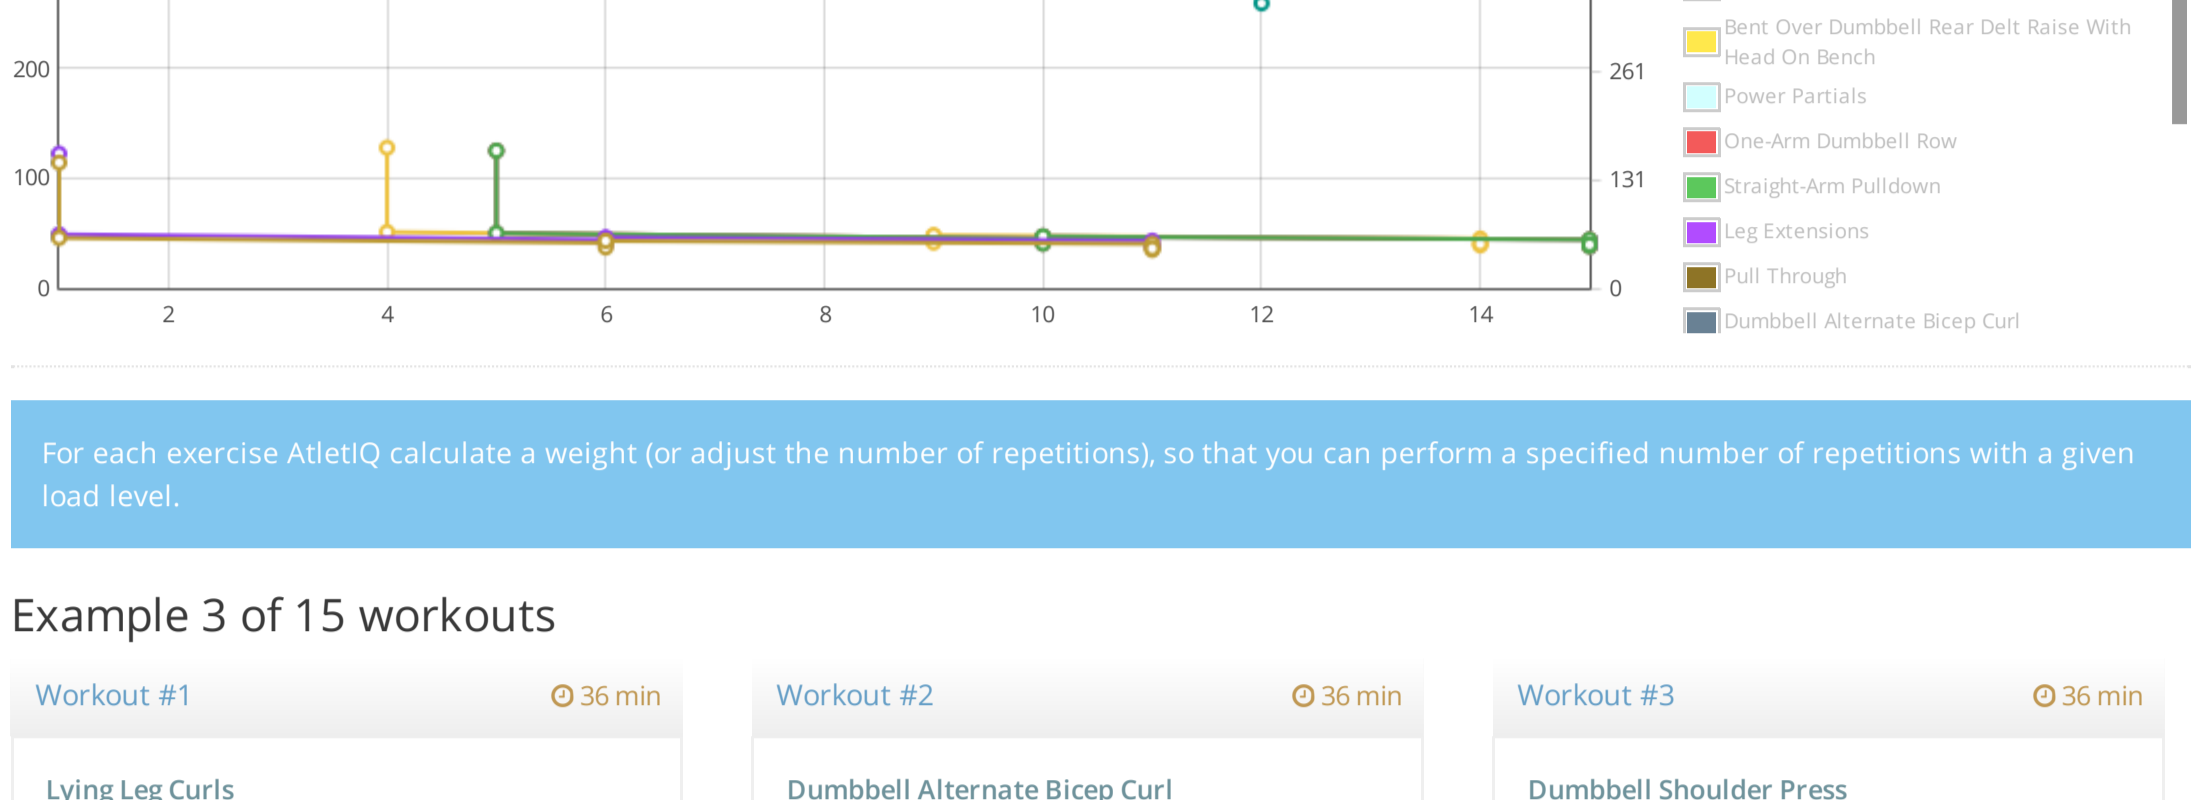 Bent Over Dumbbell Rear Delt Raise With
Head On Bench
200
261
Power Partials
One-Arm Dumbbell Row
100
131
Straight-Arm Pulldown
Leg Extensions
Pull Through
0
0
2
4
6
8
10
12
14
Dumbbell Alternate Bicep Curl
For each exercise AtletIQ calculate a weight (or adjust the number of repetitions), so that you can perform a specified number of repetitions with a given
load level.
Example 3 of 15 workouts
Workout #1
36 min
Workout #2
36 min
Workout #3
36 min
Lying Leg Curls
Dumbbell Alternate Bicep Curl
Dumbbell Shoulder Press